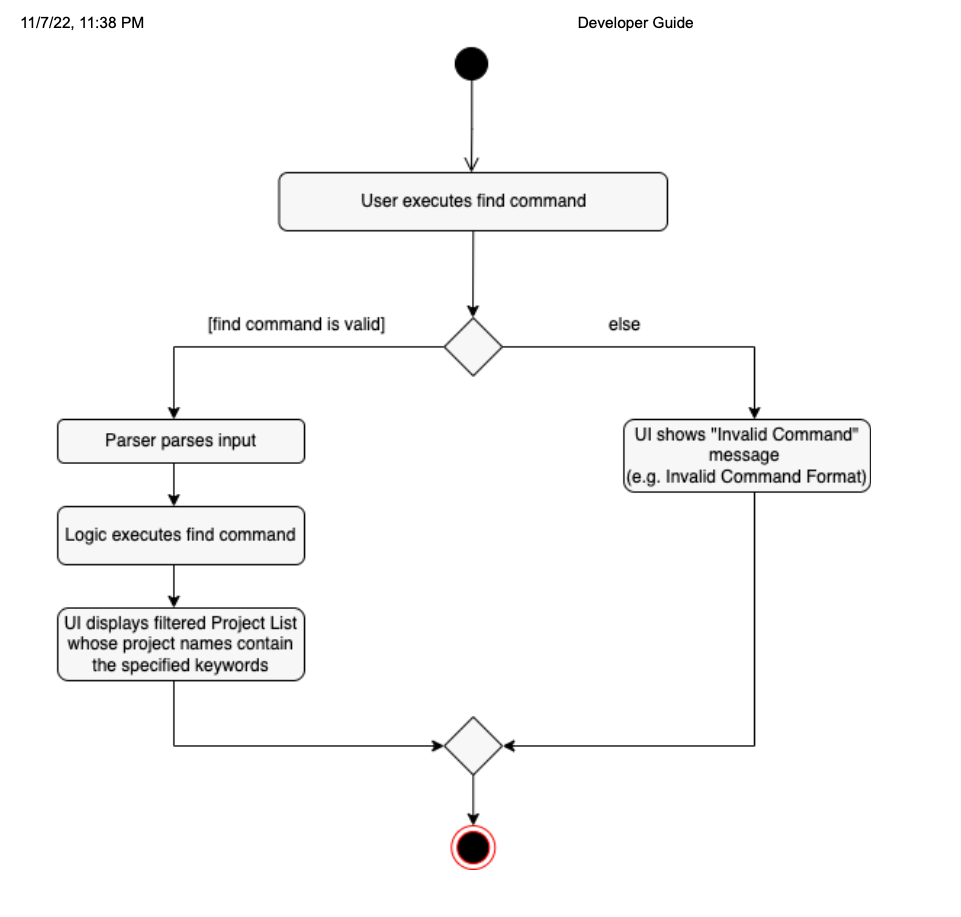 11/7/22, 11:38 PM
Developer Guide
User executes find command
[find command is valid]
else
Parser parses input
UI shows "Invalid Command"
message
(e.g. Invalid Command Format)
Logic executes find command
UI displays filtered Project List
whose project names contain
the specified keywords